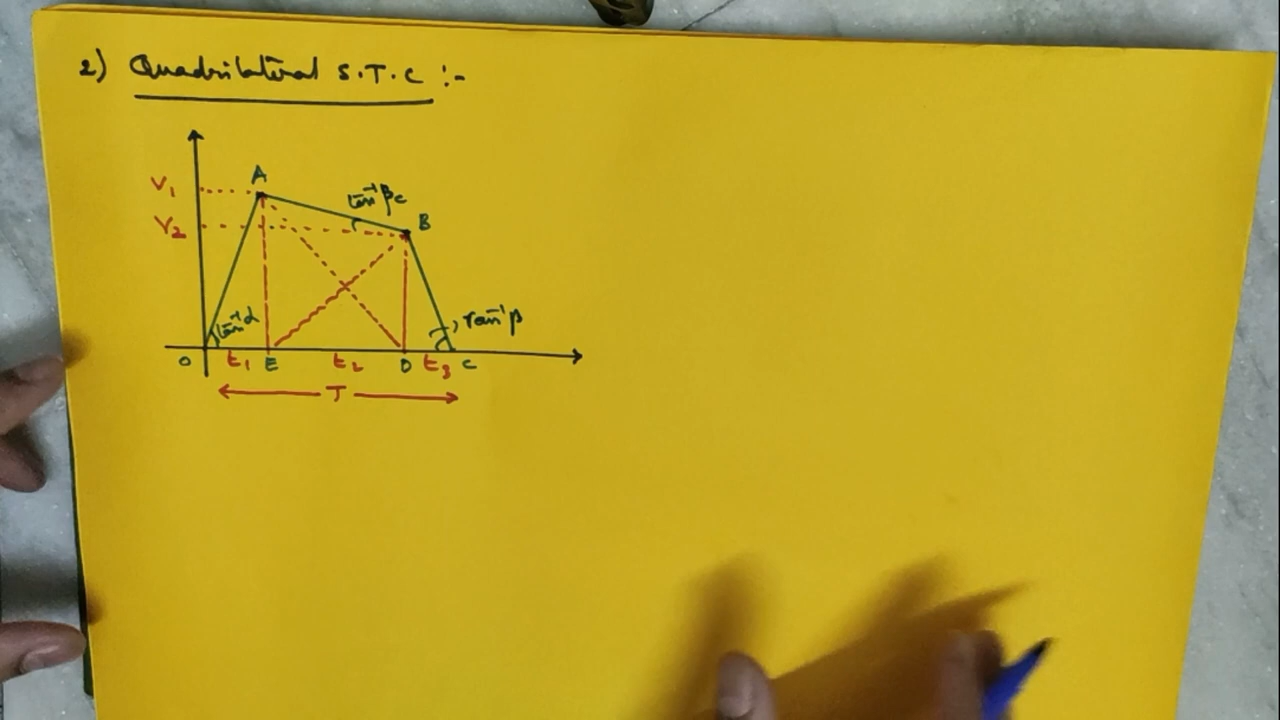 2) Quadrilateral S.T.C :-
A
V₁
tan⁻¹βc
V₂
B
tan⁻¹α
tan⁻¹β
O t₁ E t₂ D t₃ C
T